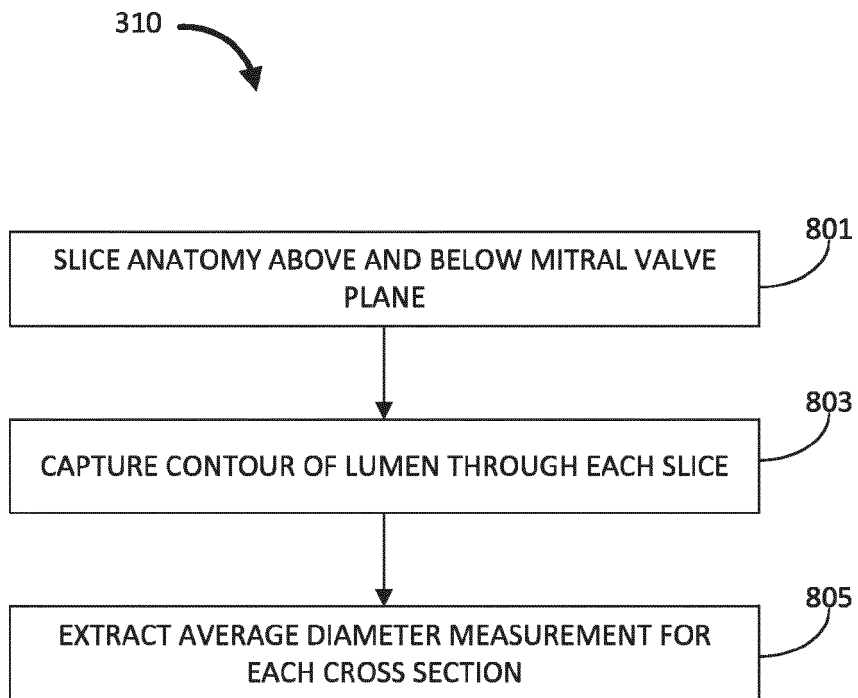 310
801
SLICE ANATOMY ABOVE AND BELOW MITRAL VALVE
PLANE
803
CAPTURE CONTOUR OF LUMEN THROUGH EACH SLICE
805
EXTRACT AVERAGE DIAMETER MEASUREMENT FOR
EACH CROSS SECTION